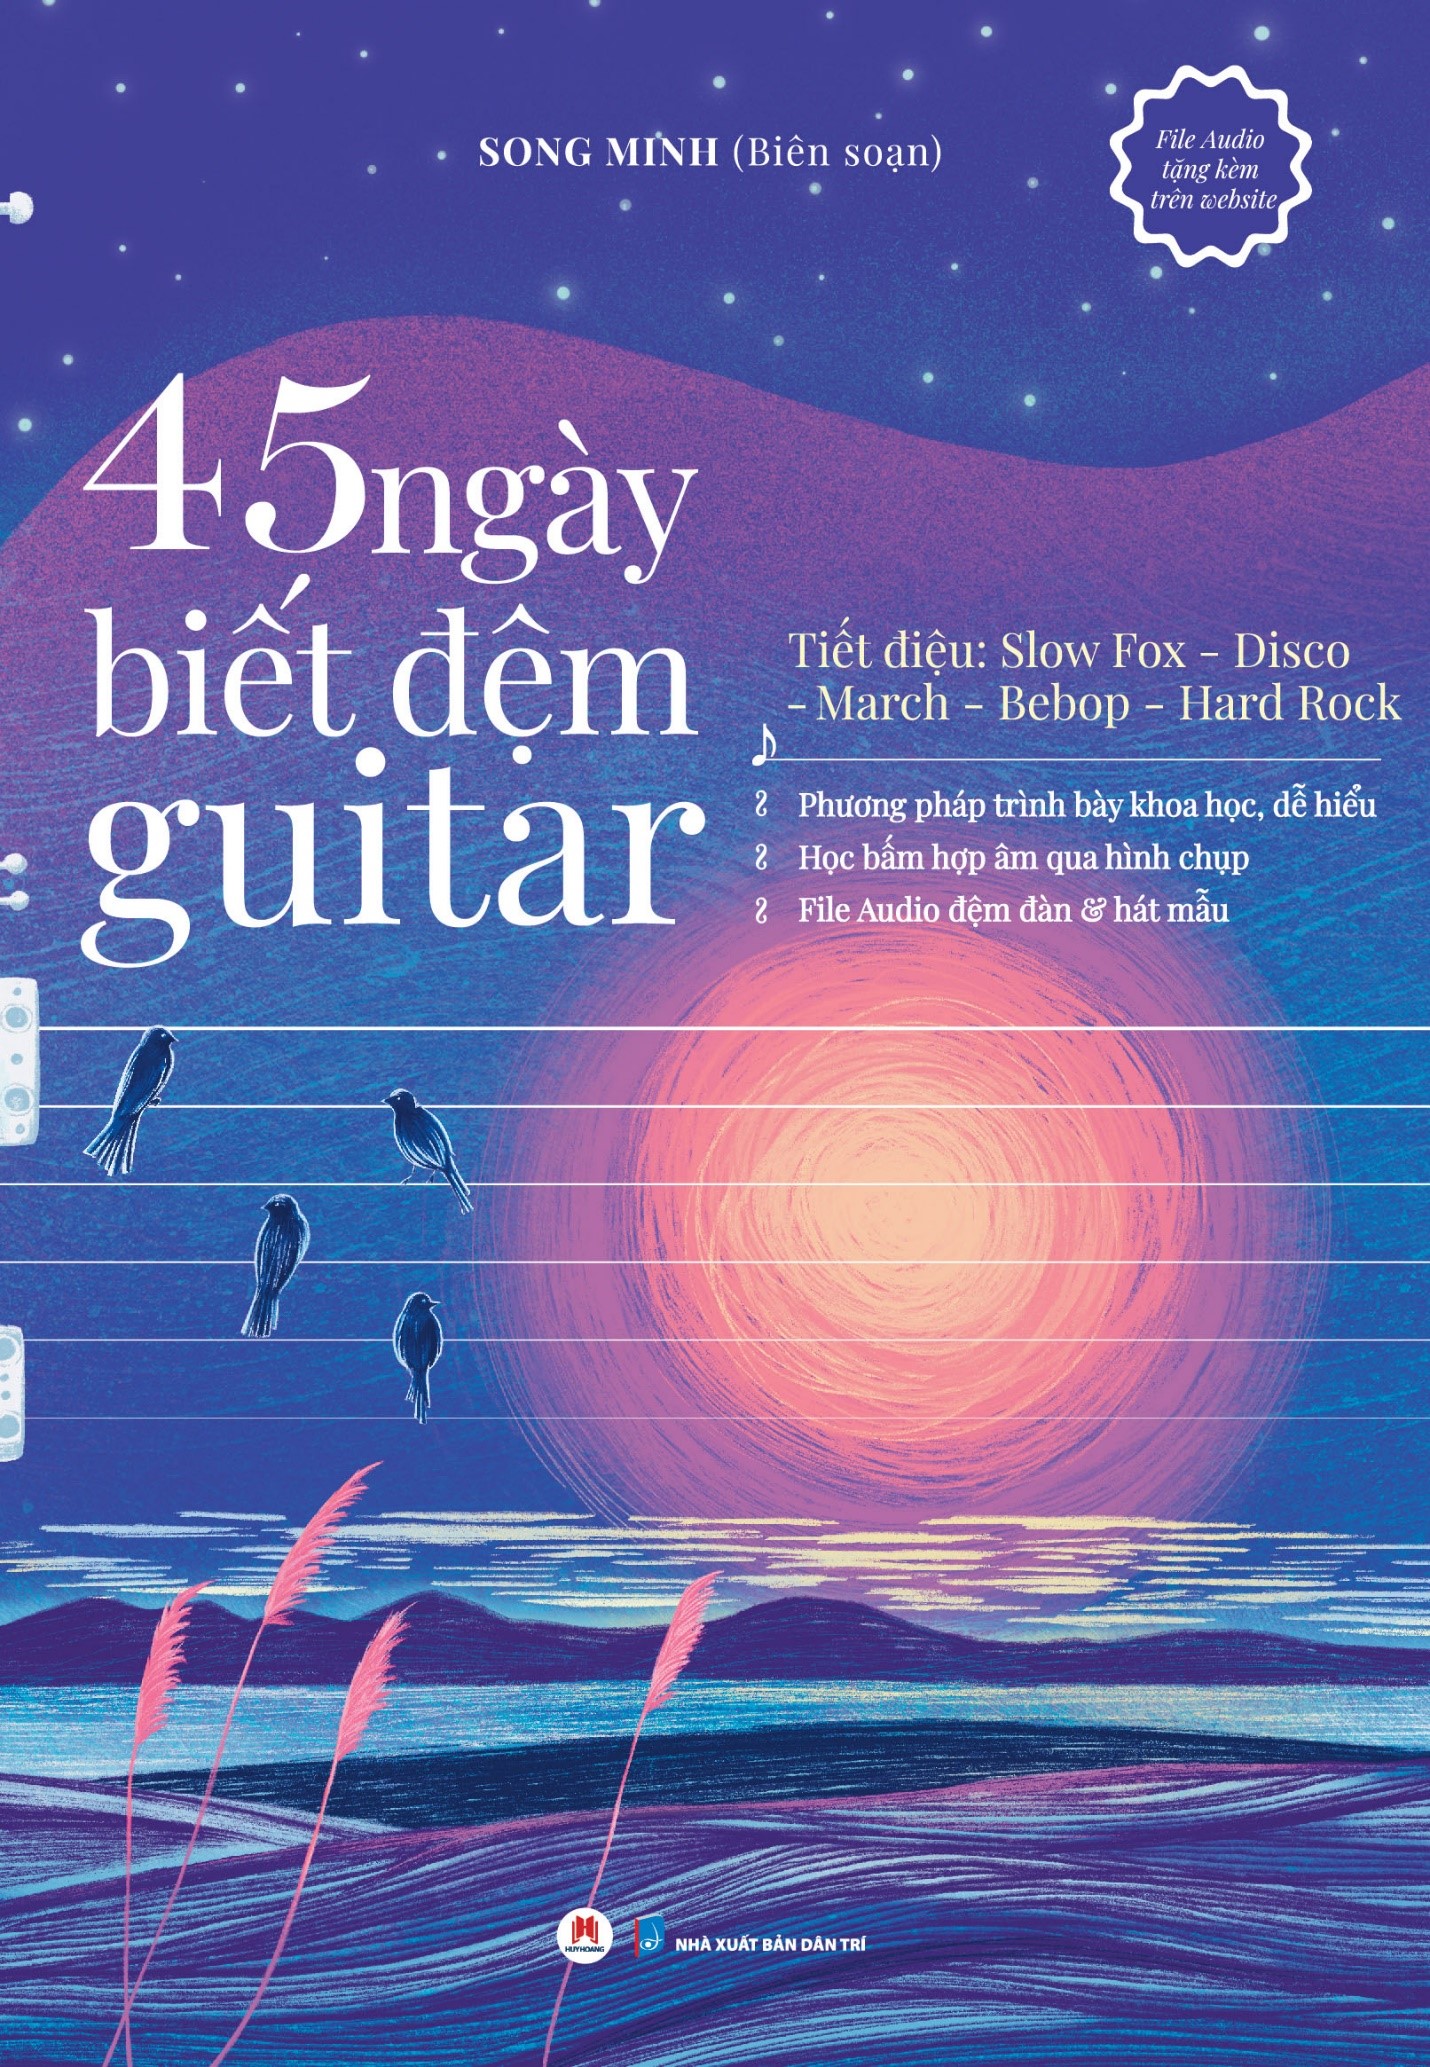 SONG MINH (Biên soạn)
File Audio
tặng kèm
trên website
45 ngày
biết đệm
guitar
Tiết điệu: Slow Fox - Disco
- March - Bebop - Hard Rock
Phương pháp trình bày khoa học, dễ hiểu
Học bấm hợp âm qua hình chụp
File Audio đệm đàn & hát mẫu
HUYHOANG
NHÀ XUẤT BẢN DÂN TRÍ